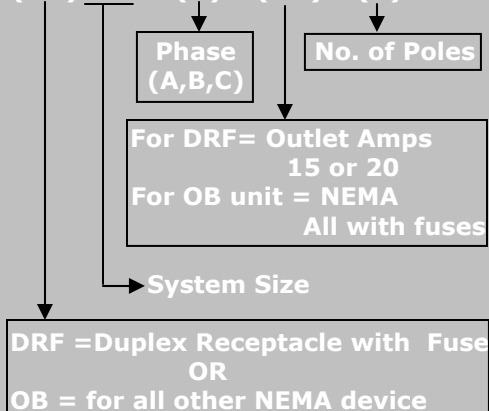 Phase
(A,B,C)
No. of Poles
For DRF= Outlet Amps
15 or 20
For OB unit = NEMA
All with fuses
System Size
DRF =Duplex Receptacle with Fuse
OR
OB = for all other NEMA device